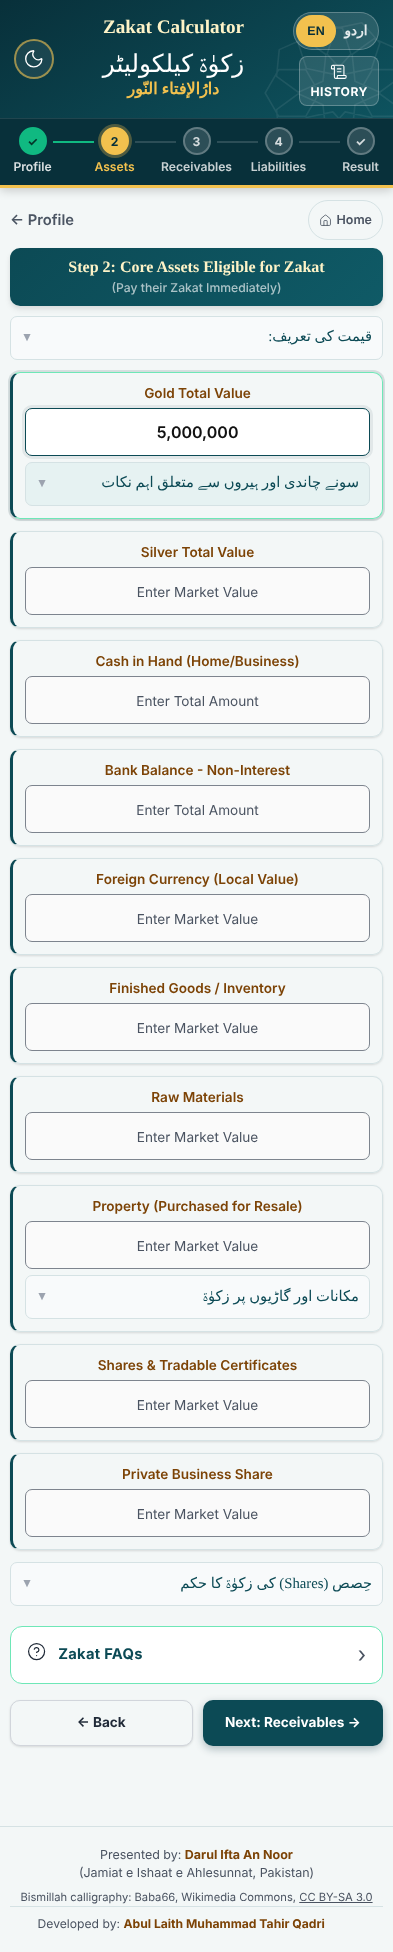 Zakat Calculator
زکوٰۃ کیلکولیٹر
دارُالإفتاء النّور
EN
اردو
HISTORY
✓ 2 3 4 ✓
Profile Assets Receivables Liabilities Result
← Profile
Home
Step 2: Core Assets Eligible for Zakat
(Pay their Zakat Immediately)
قیمت کی تعریف:
Gold Total Value
5,000,000
سونے چاندی اور ہیروں سے متعلق اہم نکات
Silver Total Value
Enter Market Value
Cash in Hand (Home/Business)
Enter Total Amount
Bank Balance - Non-Interest
Enter Total Amount
Foreign Currency (Local Value)
Enter Market Value
Finished Goods / Inventory
Enter Market Value
Raw Materials
Enter Market Value
Property (Purchased for Resale)
Enter Market Value
مکانات اور گاڑیوں پر زکوٰۃ
Shares & Tradable Certificates
Enter Market Value
Private Business Share
Enter Market Value
حِصص (Shares) کی زکوٰۃ کا حکم
Zakat FAQs
← Back
Next: Receivables →
Presented by: Darul Ifta An Noor
(Jamiat e Ishaat e Ahlesunnat, Pakistan)
Bismillah calligraphy: Baba66, Wikimedia Commons, CC BY-SA 3.0
Developed by: Abul Laith Muhammad Tahir Qadri